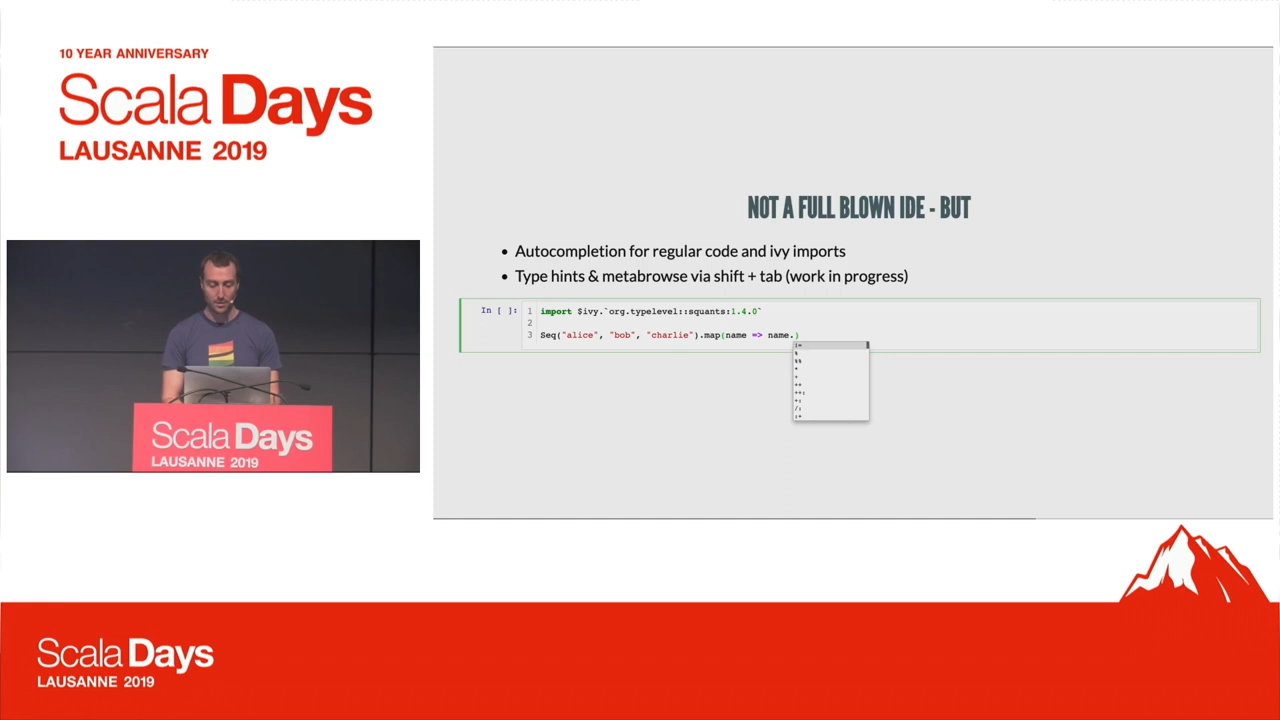 10 YEAR ANNIVERSARY
Scala Days
LAUSANNE 2019
NOT A FULL BLOWN IDE - BUT
• Autocompletion for regular code and ivy imports
• Type hints & metabrowse via shift + tab (work in progress)
In [ ]:
1 import $ivy.`org.typelevel::squants:1.4.0`
2
3 Seq("alice", "bob", "charlie").map(name => name.)
!=
%
%%
*
+
++
++:
+:
/:
:+
Scala Days
LAUSANNE 2019
Scala Days
LAUSANNE 2019